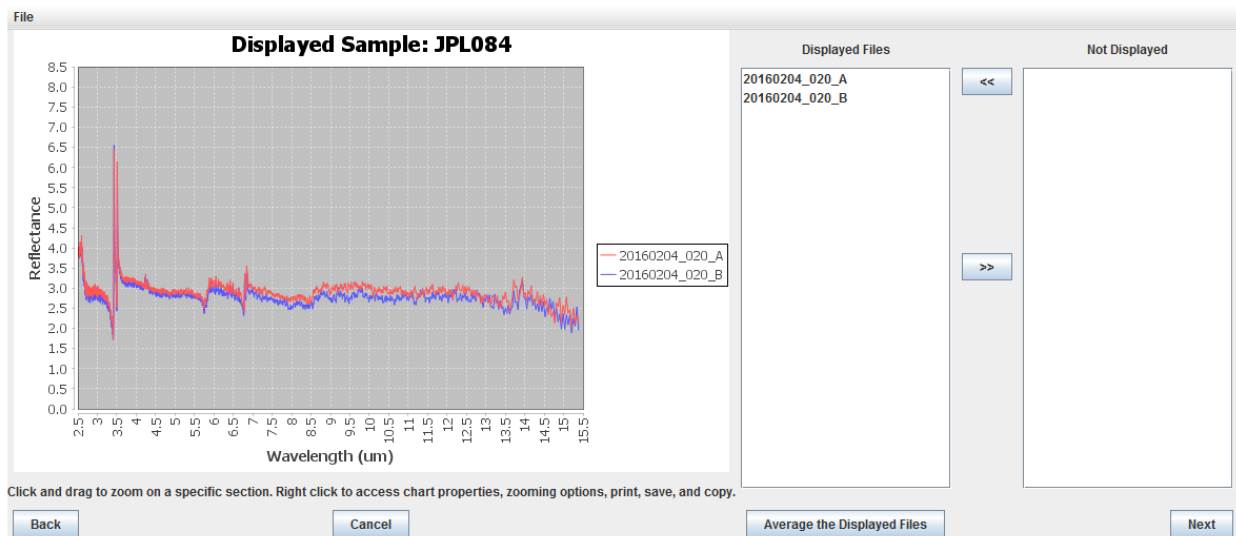 File
Displayed Sample: JPL084
8.5
8.0
7.5
7.0
6.5
6.0
5.5
5.0
4.5
4.0
3.5
3.0
2.5
2.0
1.5
1.0
0.5
0.0
Reflectance
2.5 3 3.5 4 4.5 5 5.5 6 6.5 7 7.5 8 8.5 9 9.5 10 10.5 11 11.5 12 12.5 13 13.5 14 14.5 15 15.5
Wavelength (um)
20160204_020_A
20160204_020_B
Displayed Files
20160204_020_A
20160204_020_B
<<
>>
Not Displayed
Click and drag to zoom on a specific section. Right click to access chart properties, zooming options, print, save, and copy.
Back
Cancel
Average the Displayed Files
Next